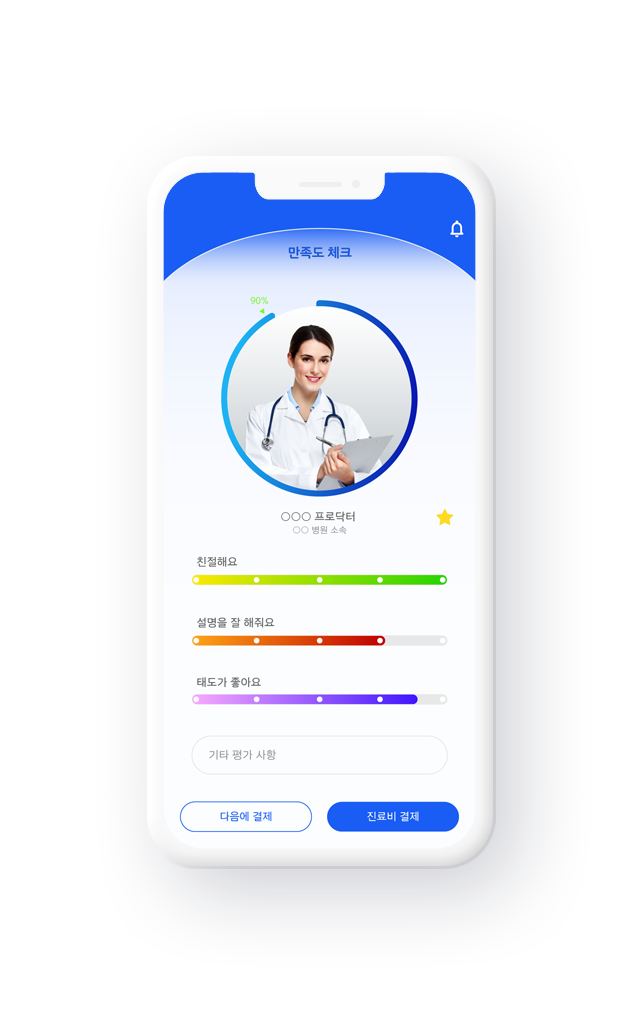 만족도 체크
90%
○○○ 프로닥터
○○ 병원 소속
친절해요
설명을 잘 해줘요
태도가 좋아요
기타 평가 사항
다음에 결제
진료비 결제